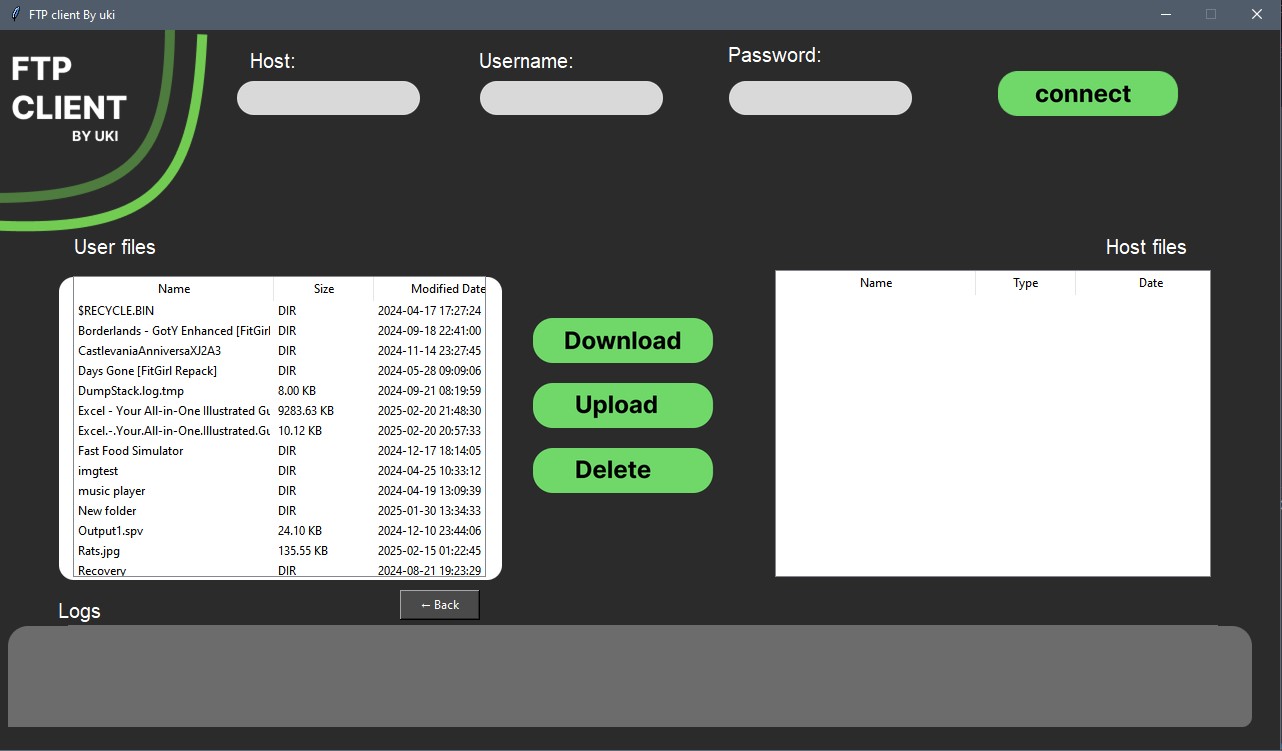 FTP client By uki
FTP
CLIENT
BY UKI
Host:
Username:
Password:
connect
User files
Host files
Name Size Modified Date
$RECYCLE.BIN DIR 2024-04-17 17:27:24
Borderlands - GotY Enhanced [FitGirl DIR 2024-09-18 22:41:00
CastlevaniaAnniversaXJ2A3 DIR 2024-11-14 23:27:45
Days Gone [FitGirl Repack] DIR 2024-05-28 09:09:06
DumpStack.log.tmp 8.00 KB 2024-09-21 08:19:59
Excel - Your All-in-One Illustrated Gu 9283.63 KB 2025-02-20 21:48:30
Excel.-.Your.All-in-One.Illustrated.Gu 10.12 KB 2025-02-20 20:57:33
Fast Food Simulator DIR 2024-12-17 18:14:05
imgtest DIR 2024-04-25 10:33:12
music player DIR 2024-04-19 13:09:39
New folder DIR 2025-01-30 13:34:33
Output1.spv 24.10 KB 2024-12-10 23:44:06
Rats.jpg 135.55 KB 2025-02-15 01:22:45
Recovery DIR 2024-08-21 19:23:29
Download
Upload
Delete
Name Type Date
← Back
Logs